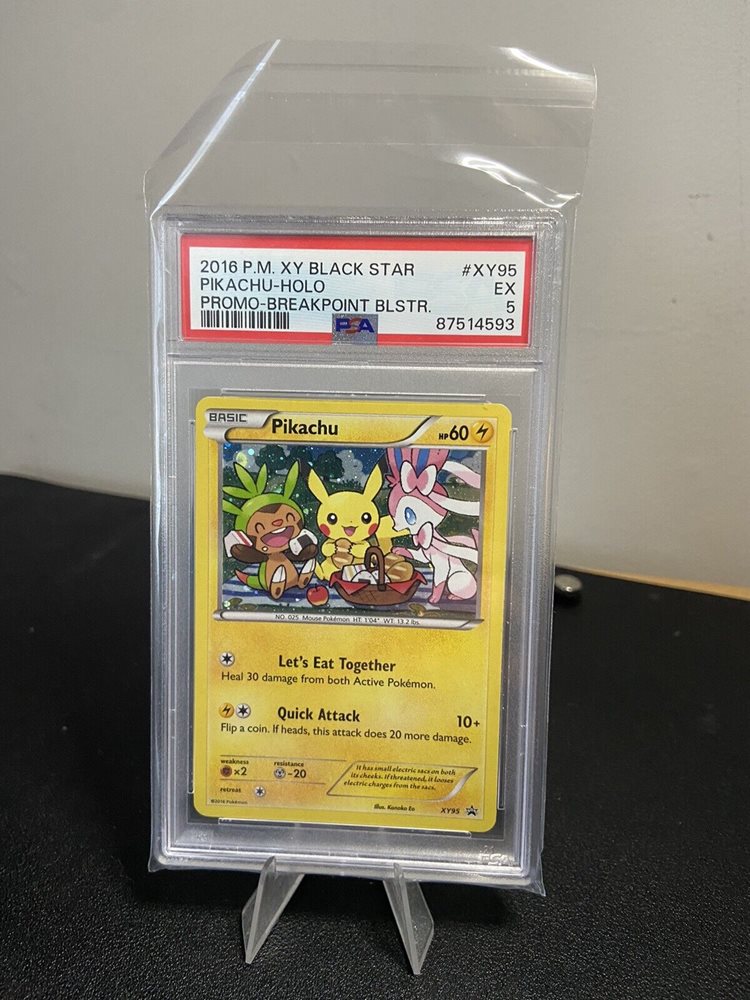 2016 P.M. XY BLACK STAR #XY95
PIKACHU-HOLO EX
PROMO-BREAKPOINT BLSTR. 5
PSA 87514593
BASIC Pikachu HP60
NO. 025 Mouse Pokémon HT: 1'04" WT: 13.2 lbs.
Let's Eat Together
Heal 30 damage from both Active Pokémon.
Quick Attack 10+
Flip a coin. If heads, this attack does 20 more damage.
weakness resistance
×2 -20
It has small electric sacs on both
its cheeks. If threatened, it looses
electric charges from the sacs.
retreat
©2016 Pokémon Illus. Kanako Eo XY95